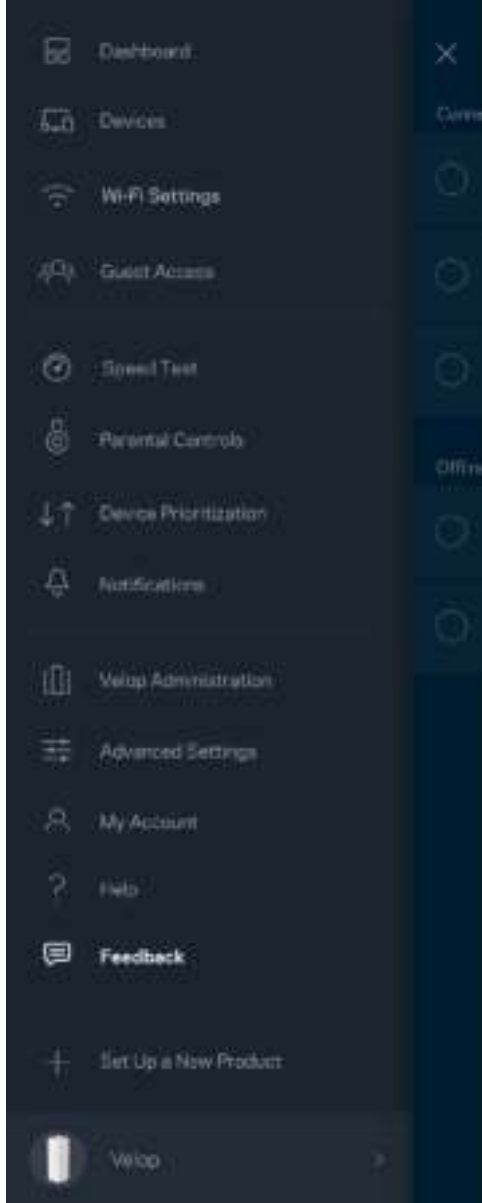 Dashboard
Devices
Wi-Fi Settings
Guest Access
Speed Test
Parental Controls
Device Prioritization
Notifications
Velop Administration
Advanced Settings
My Account
Help
Feedback
Set Up a New Product
Velop